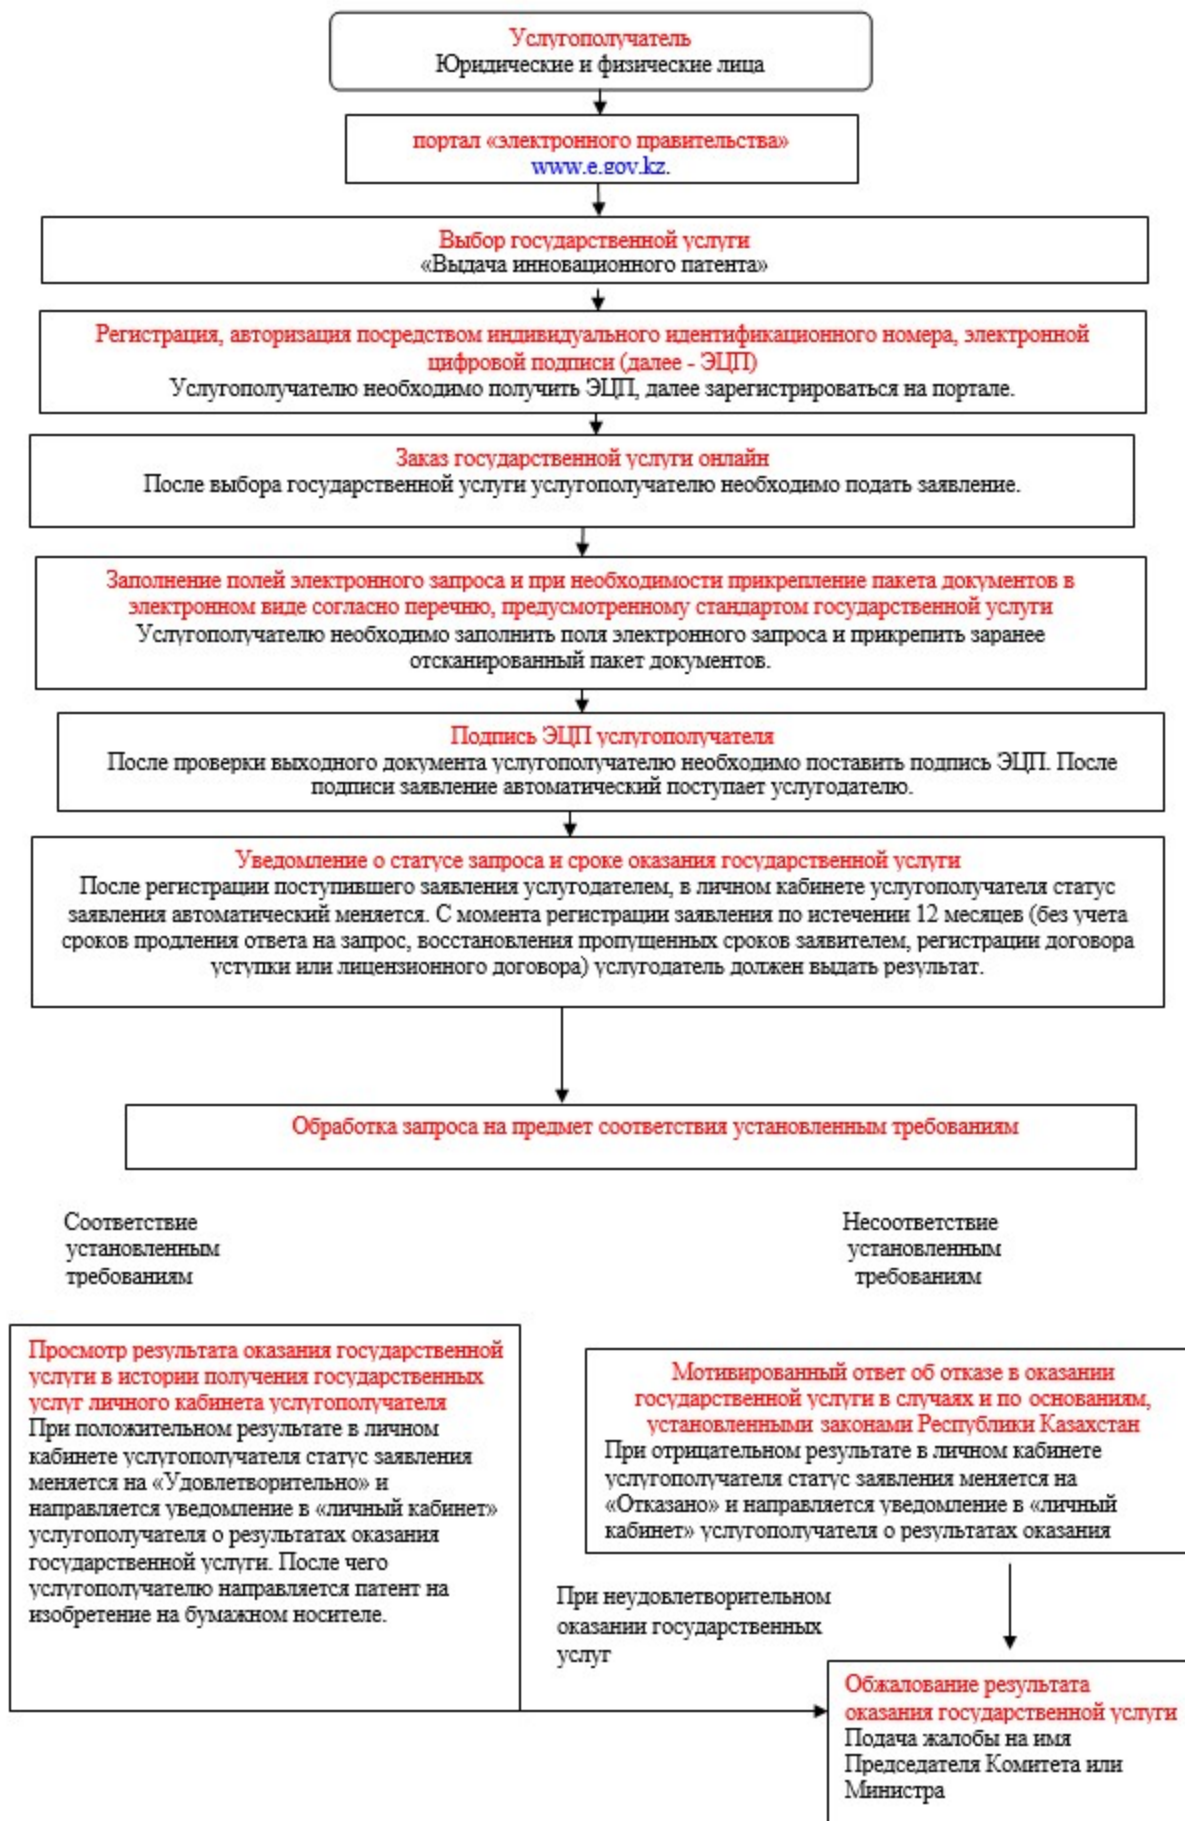 Услугополучатель
Юридические и физические лица
портал «электронного правительства»
www.e.gov.kz.
Выбор государственной услуги
«Выдача инновационного патента»
Регистрация, авторизация посредством индивидуального идентификационного номера, электронной
цифровой подписи (далее - ЭЦП)
Услугополучателю необходимо получить ЭЦП, далее зарегистрироваться на портале.
Заказ государственной услуги онлайн
После выбора государственной услуги услугополучателю необходимо подать заявление.
Заполнение полей электронного запроса и при необходимости прикрепление пакета документов в
электронном виде согласно перечню, предусмотренному стандартом государственной услуги
Услугополучателю необходимо заполнить поля электронного запроса и прикрепить заранее
отсканированный пакет документов.
Подпись ЭЦП услугополучателя
После проверки выходного документа услугополучателю необходимо поставить подпись ЭЦП. После
подписи заявление автоматический поступает услугодателю.
Уведомление о статусе запроса и сроке оказания государственной услуги
После регистрации поступившего заявления услугодателем, в личном кабинете услугополучателя статус
заявления автоматический меняется. С момента регистрации заявления по истечении 12 месяцев (без учета
сроков продления ответа на запрос, восстановления пропущенных сроков заявителем, регистрации договора
уступки или лицензионного договора) услугодатель должен выдать результат.
Обработка запроса на предмет соответствия установленным требованиям
Соответствие
установленным
требованиям
Несоответствие
установленным
требованиям
Просмотр результата оказания государственной
услуги в истории получения государственных
услуг личного кабинета услугополучателя
При положительном результате в личном
кабинете услугополучателя статус заявления
меняется на «Удовлетворительно» и
направляется уведомление в «личный кабинет»
услугополучателя о результатах оказания
государственной услуги. После чего
услугополучателю направляется патент на
изобретение на бумажном носителе.
Мотивированный ответ об отказе в оказании
государственной услуги в случаях и по основаниям,
установленными законами Республики Казахстан
При отрицательном результате в личном кабинете
услугополучателя статус заявления меняется на
«Отказано» и направляется уведомление в «личный
кабинет» услугополучателя о результатах оказания
При неудовлетворительном
оказании государственных
услуг
Обжалование результата
оказания государственной услуги
Подача жалобы на имя
Председателя Комитета или
Министра